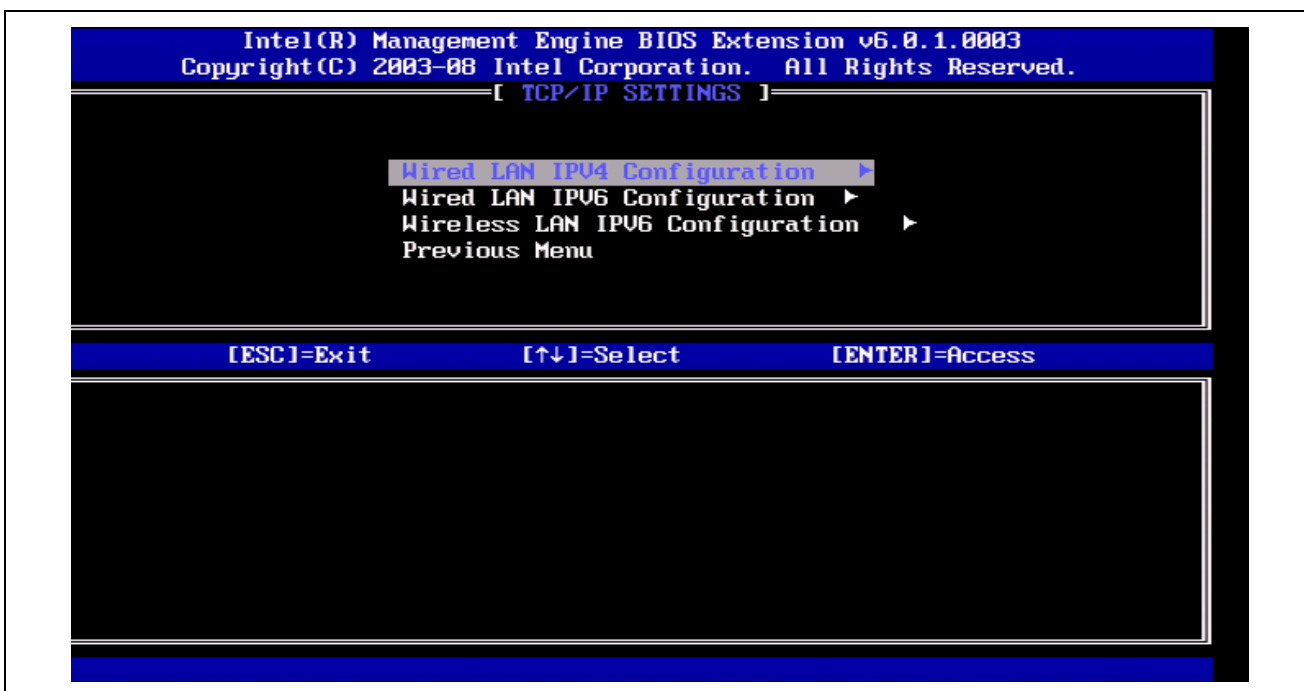 Intel(R) Management Engine BIOS Extension v6.0.1.0003
Copyright(C) 2003-08 Intel Corporation. All Rights Reserved.
[ TCP/IP SETTINGS ]
Wired LAN IPV4 Configuration ►
Wired LAN IPV6 Configuration ►
Wireless LAN IPV6 Configuration ►
Previous Menu
[ESC]=Exit [↑↓]=Select [ENTER]=Access